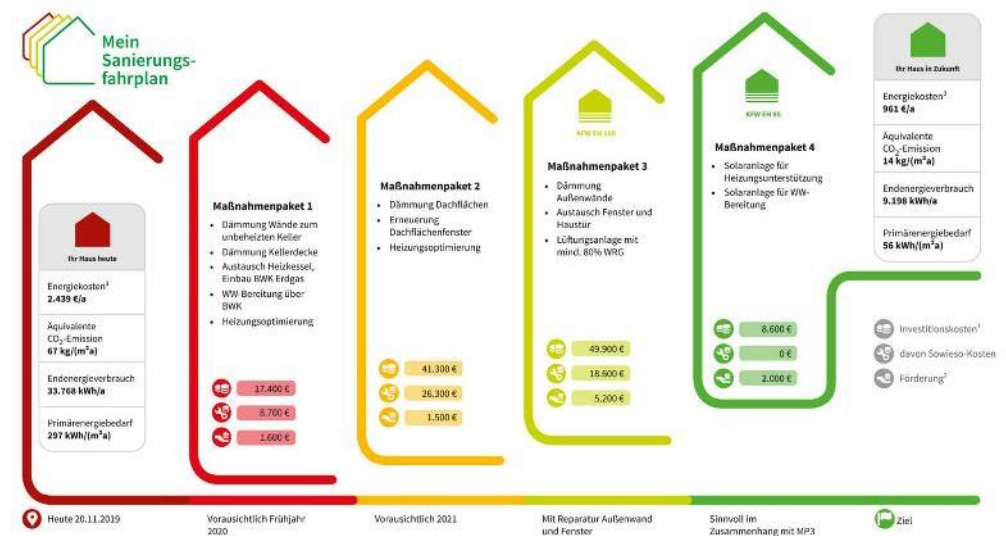 Mein
Sanierungs-
fahrplan
Ihr Haus heute
Energiekosten³
2.439 €/a
Äquivalente
CO₂-Emission
67 kg/(m²a)
Endenergieverbrauch
33.768 kWh/a
Primärenergiebedarf
297 kWh/(m²a)
Maßnahmenpaket 1
• Dämmung Wände zum
unbeheizten Keller
• Dämmung Kellerdecke
• Austausch Heizkessel,
Einbau BWK Erdgas
• WW-Bereitung über
BWK
• Heizungsoptimierung
17.400 €
8.700 €
1.600 €
Maßnahmenpaket 2
• Dämmung Dachflächen
• Erneuerung
Dachflächenfenster
• Heizungsoptimierung
41.300 €
26.300 €
1.500 €
KFW EH
Maßnahmenpaket 3
• Dämmung
Außenwände
• Austausch Fenster und
Haustür
• Lüftungsanlage mit
mind. 80% WRG
49.900 €
18.600 €
5.200 €
KFW EH
Maßnahmenpaket 4
• Solaranlage für
Heizungsunterstützung
• Solaranlage für WW-
Bereitung
8.600 €
0 €
2.000 €
Ihr Haus in Zukunft
Energiekosten³
961 €/a
Äquivalente
CO₂-Emission
14 kg/(m²a)
Endenergieverbrauch
9.198 kWh/a
Primärenergiebedarf
56 kWh/(m²a)
Investitionskosten¹
davon Sowieso-Kosten
Förderung²
Heute 20.11.2019
Voraussichtlich Frühjahr
2020
Voraussichtlich 2021
Mit Reparatur Außenwand
und Fenster
Sinnvoll im
Zusammenhang mit MP3
Ziel